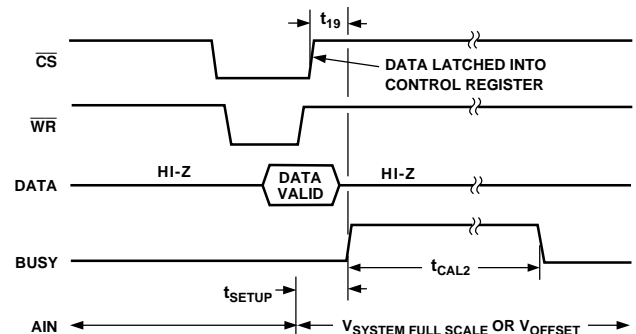 t19
CS
DATA LATCHED INTO
CONTROL REGISTER
WR
HI-Z
DATA
VALID
HI-Z
DATA
BUSY
tCAL2
tSETUP
AIN
VSYSTEM FULL SCALE OR VOFFSET